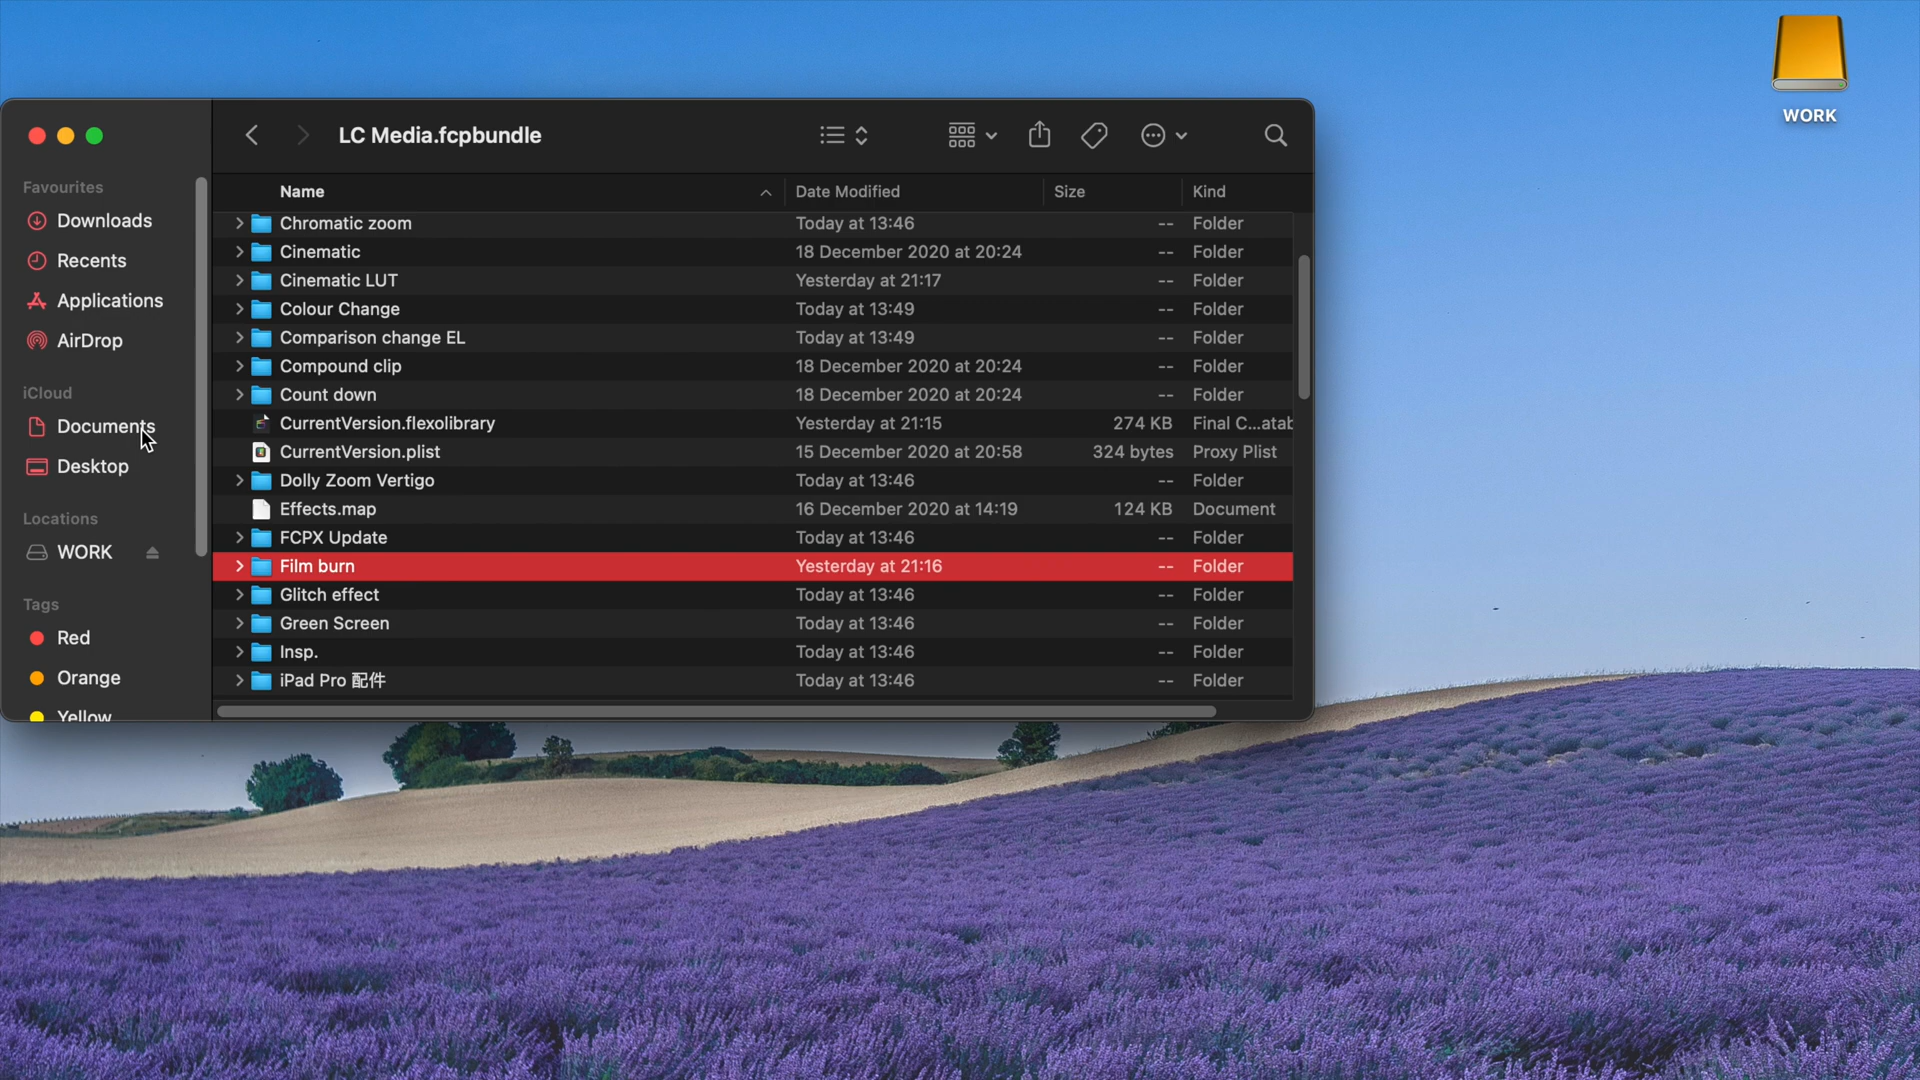 WORK
LC Media.fcpbundle
Favourites
Downloads
Recents
Applications
AirDrop
iCloud
Documents
Desktop
Locations
WORK
Tags
Red
Orange
Yellow
Name Date Modified Size Kind
Chromatic zoom Today at 13:46 -- Folder
Cinematic 18 December 2020 at 20:24 -- Folder
Cinematic LUT Yesterday at 21:17 -- Folder
Colour Change Today at 13:49 -- Folder
Comparison change EL Today at 13:49 -- Folder
Compound clip 18 December 2020 at 20:24 -- Folder
Count down 18 December 2020 at 20:24 -- Folder
CurrentVersion.flexolibrary Yesterday at 21:15 274 KB Final C...atab
CurrentVersion.plist 15 December 2020 at 20:58 324 bytes Proxy Plist
Dolly Zoom Vertigo Today at 13:46 -- Folder
Effects.map 16 December 2020 at 14:19 124 KB Document
FCPX Update Today at 13:46 -- Folder
Film burn Yesterday at 21:16 -- Folder
Glitch effect Today at 13:46 -- Folder
Green Screen Today at 13:46 -- Folder
Insp. Today at 13:46 -- Folder
iPad Pro 配件 Today at 13:46 -- Folder